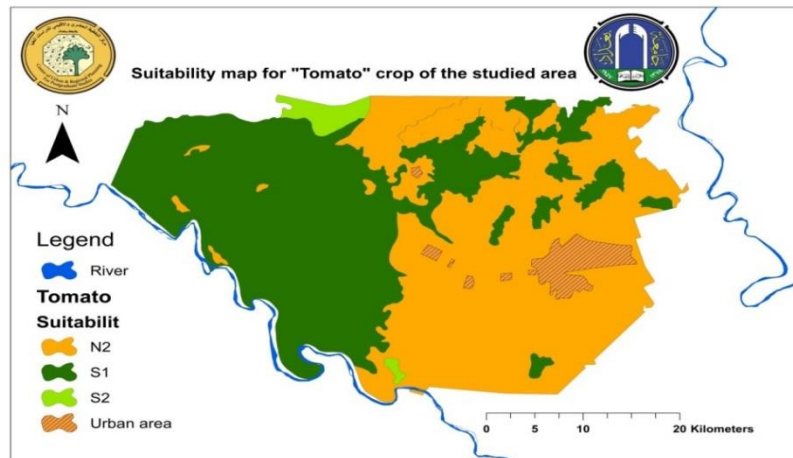 Suitability map for "Tomato" crop of the studied area
N
Legend
River
Tomato
Suitabilit
N2
S1
S2
Urban area
0 5 10 20 Kilometers